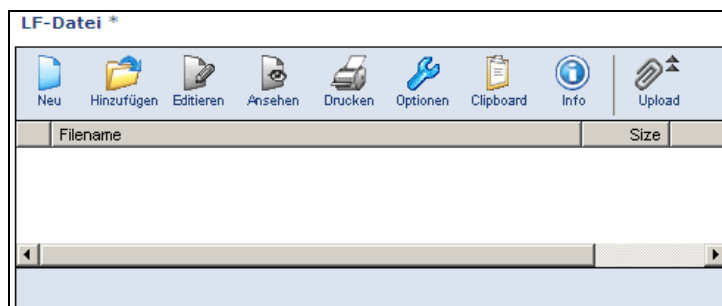 LF-Datei *
Neu Hinzufügen Editieren Ansehen Drucken Optionen Clipboard Info Upload
Filename Size